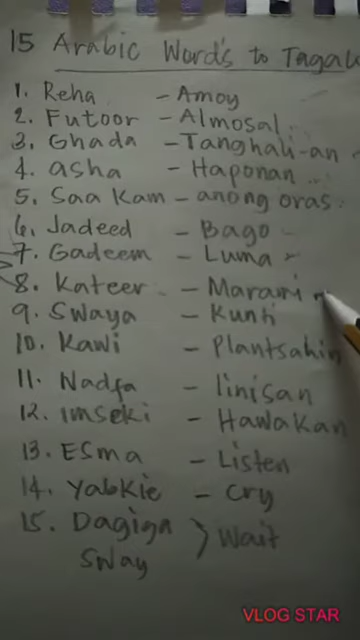 15 Arabic Word's to Tagalo
1. Reha - Amoy
2. Futoor - Almosal
3. Ghada - Tanghali-an
4. asha - Haponan
5. Saa Kam - anong oras
6. Jadeed - Bago
7. Gadeem - Luma
8. Kateer - Marami
9. Swaya - Kunti
10. Kawi - Plantsahin
11. Nadfa - linisan
12. imseki - Hawakan
13. Esma - Listen
14. Yabkie - Cry
15. Dagiga } Wait
Sway
VLOG STAR